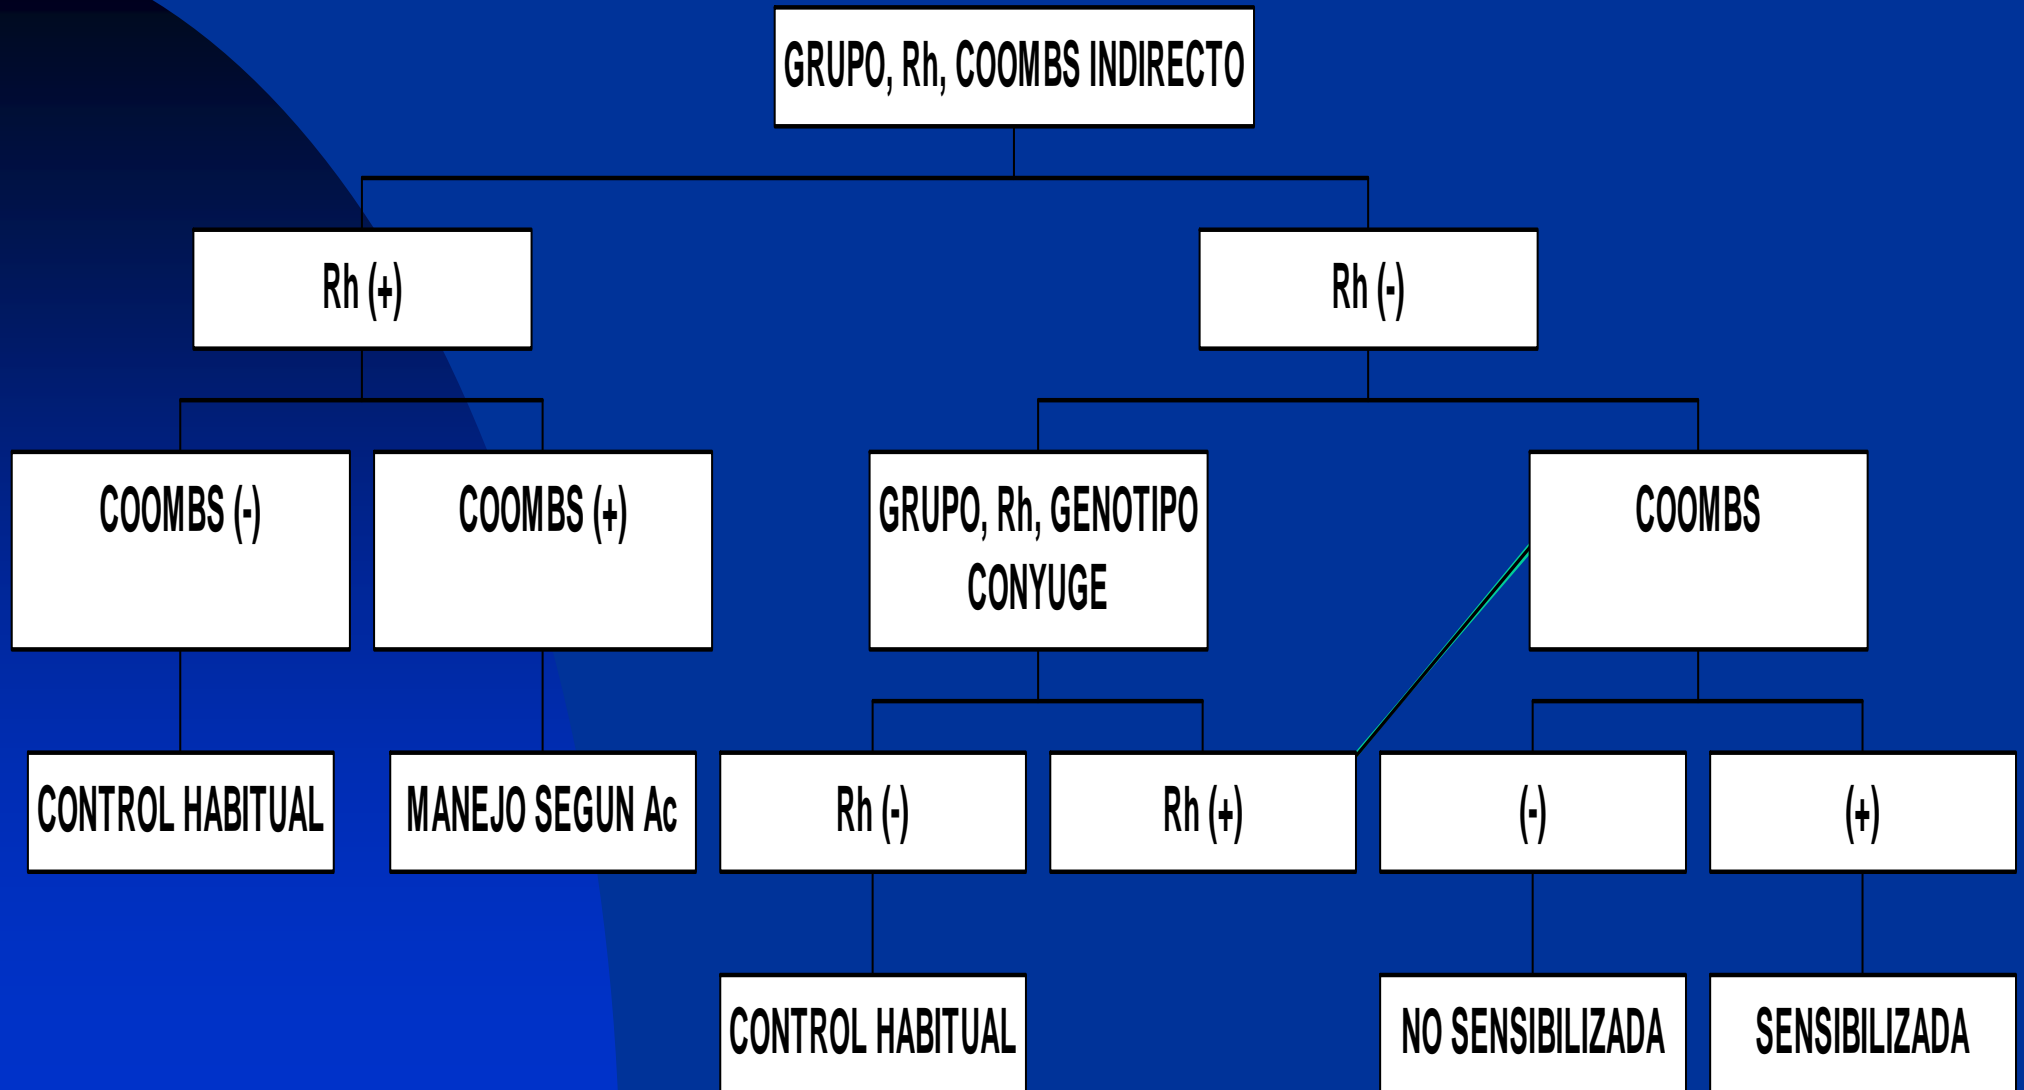 GRUPO, Rh, COOMBS INDIRECTO
Rh (+)
Rh (-)
COOMBS (-)
COOMBS (+)
GRUPO, Rh, GENOTIPO
CONYUGE
COOMBS
CONTROL HABITUAL
MANEJO SEGUN Ac
Rh (-)
Rh (+)
(-)
(+)
CONTROL HABITUAL
NO SENSIBILIZADA
SENSIBILIZADA